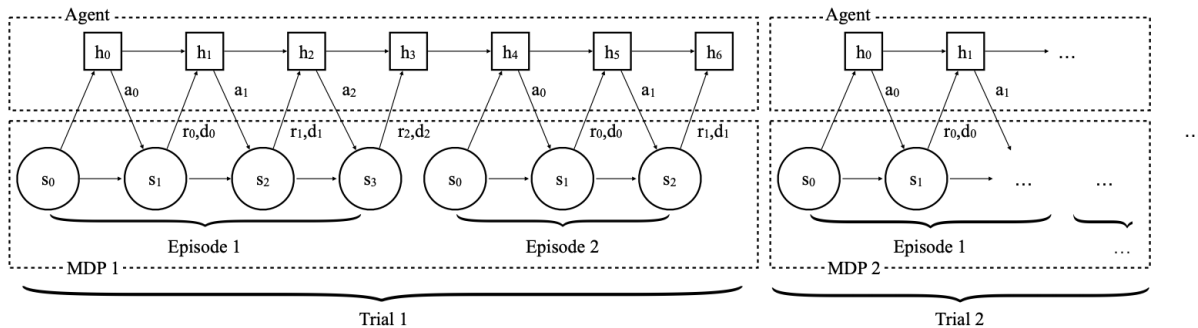 Agent Agent
h₀ h₁ h₂ h₃ h₄ h₅ h₆ h₀ h₁ ...
a₀ a₁ a₂ a₀ a₁ a₀ a₁
r₀,d₀ r₁,d₁ r₂,d₂ r₀,d₀ r₁,d₁ r₀,d₀ ..
s₀ s₁ s₂ s₃ s₀ s₁ s₂ s₀ s₁ ... ...
Episode 1 Episode 2 Episode 1 ...
MDP 1 MDP 2
Trial 1 Trial 2